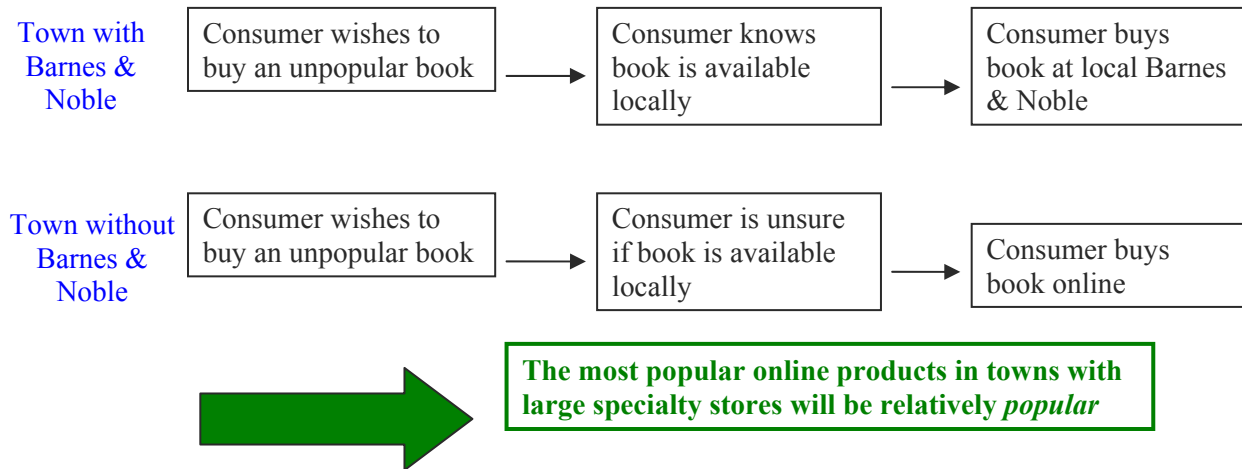 Town with
Barnes &
Noble
Consumer wishes to
buy an unpopular book
Consumer knows
book is available
locally
Consumer buys
book at local Barnes
& Noble
Town without
Barnes &
Noble
Consumer wishes to
buy an unpopular book
Consumer is unsure
if book is available
locally
Consumer buys
book online
The most popular online products in towns with
large specialty stores will be relatively popular